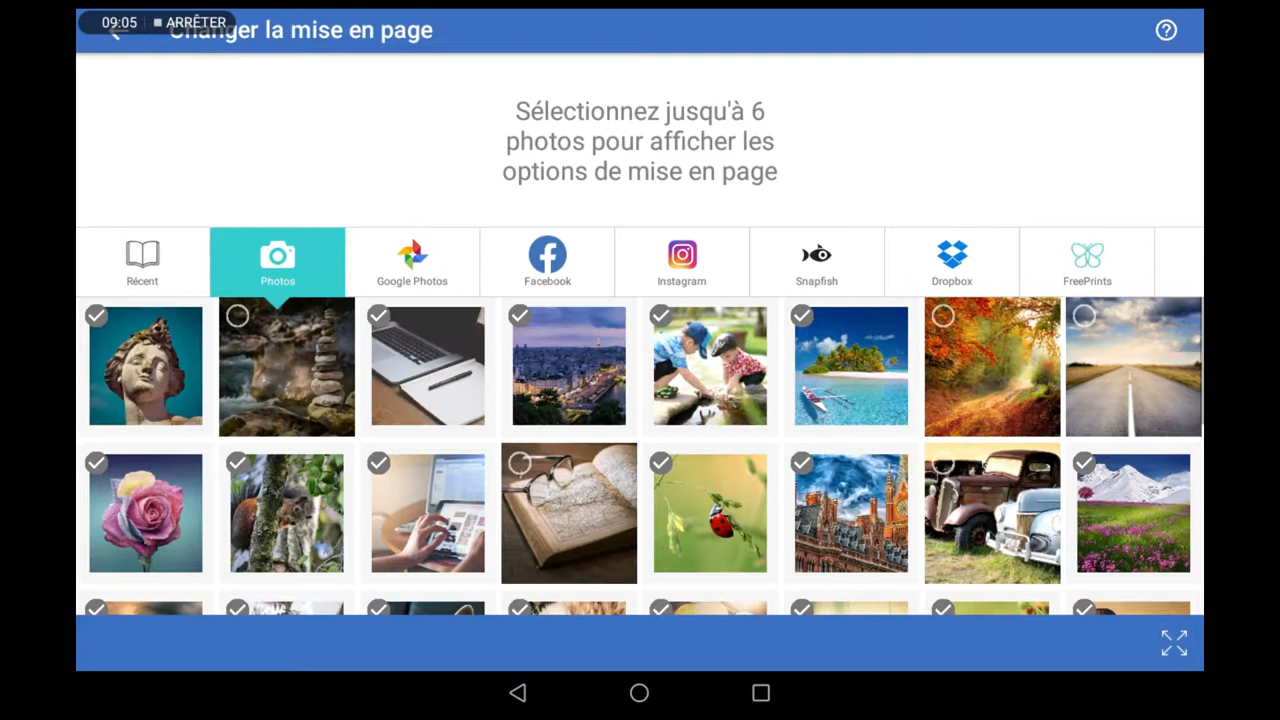 09:05 ARRÊTER
Changer la mise en page
Sélectionnez jusqu'à 6
photos pour afficher les
options de mise en page
Récent
Photos
Google Photos
Facebook
Instagram
Snapfish
Dropbox
FreePrints